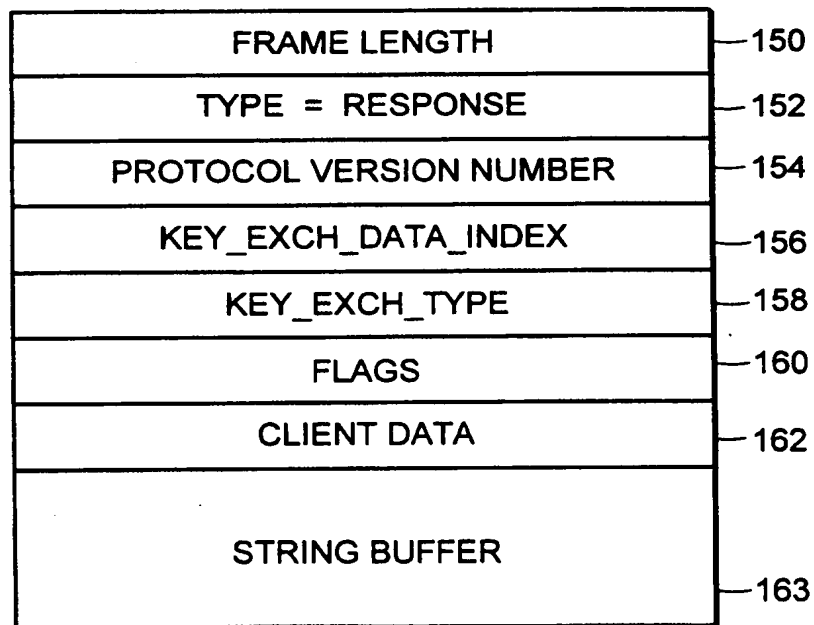 FRAME LENGTH 150
TYPE = RESPONSE 152
PROTOCOL VERSION NUMBER 154
KEY_EXCH_DATA_INDEX 156
KEY_EXCH_TYPE 158
FLAGS 160
CLIENT DATA 162
STRING BUFFER
163